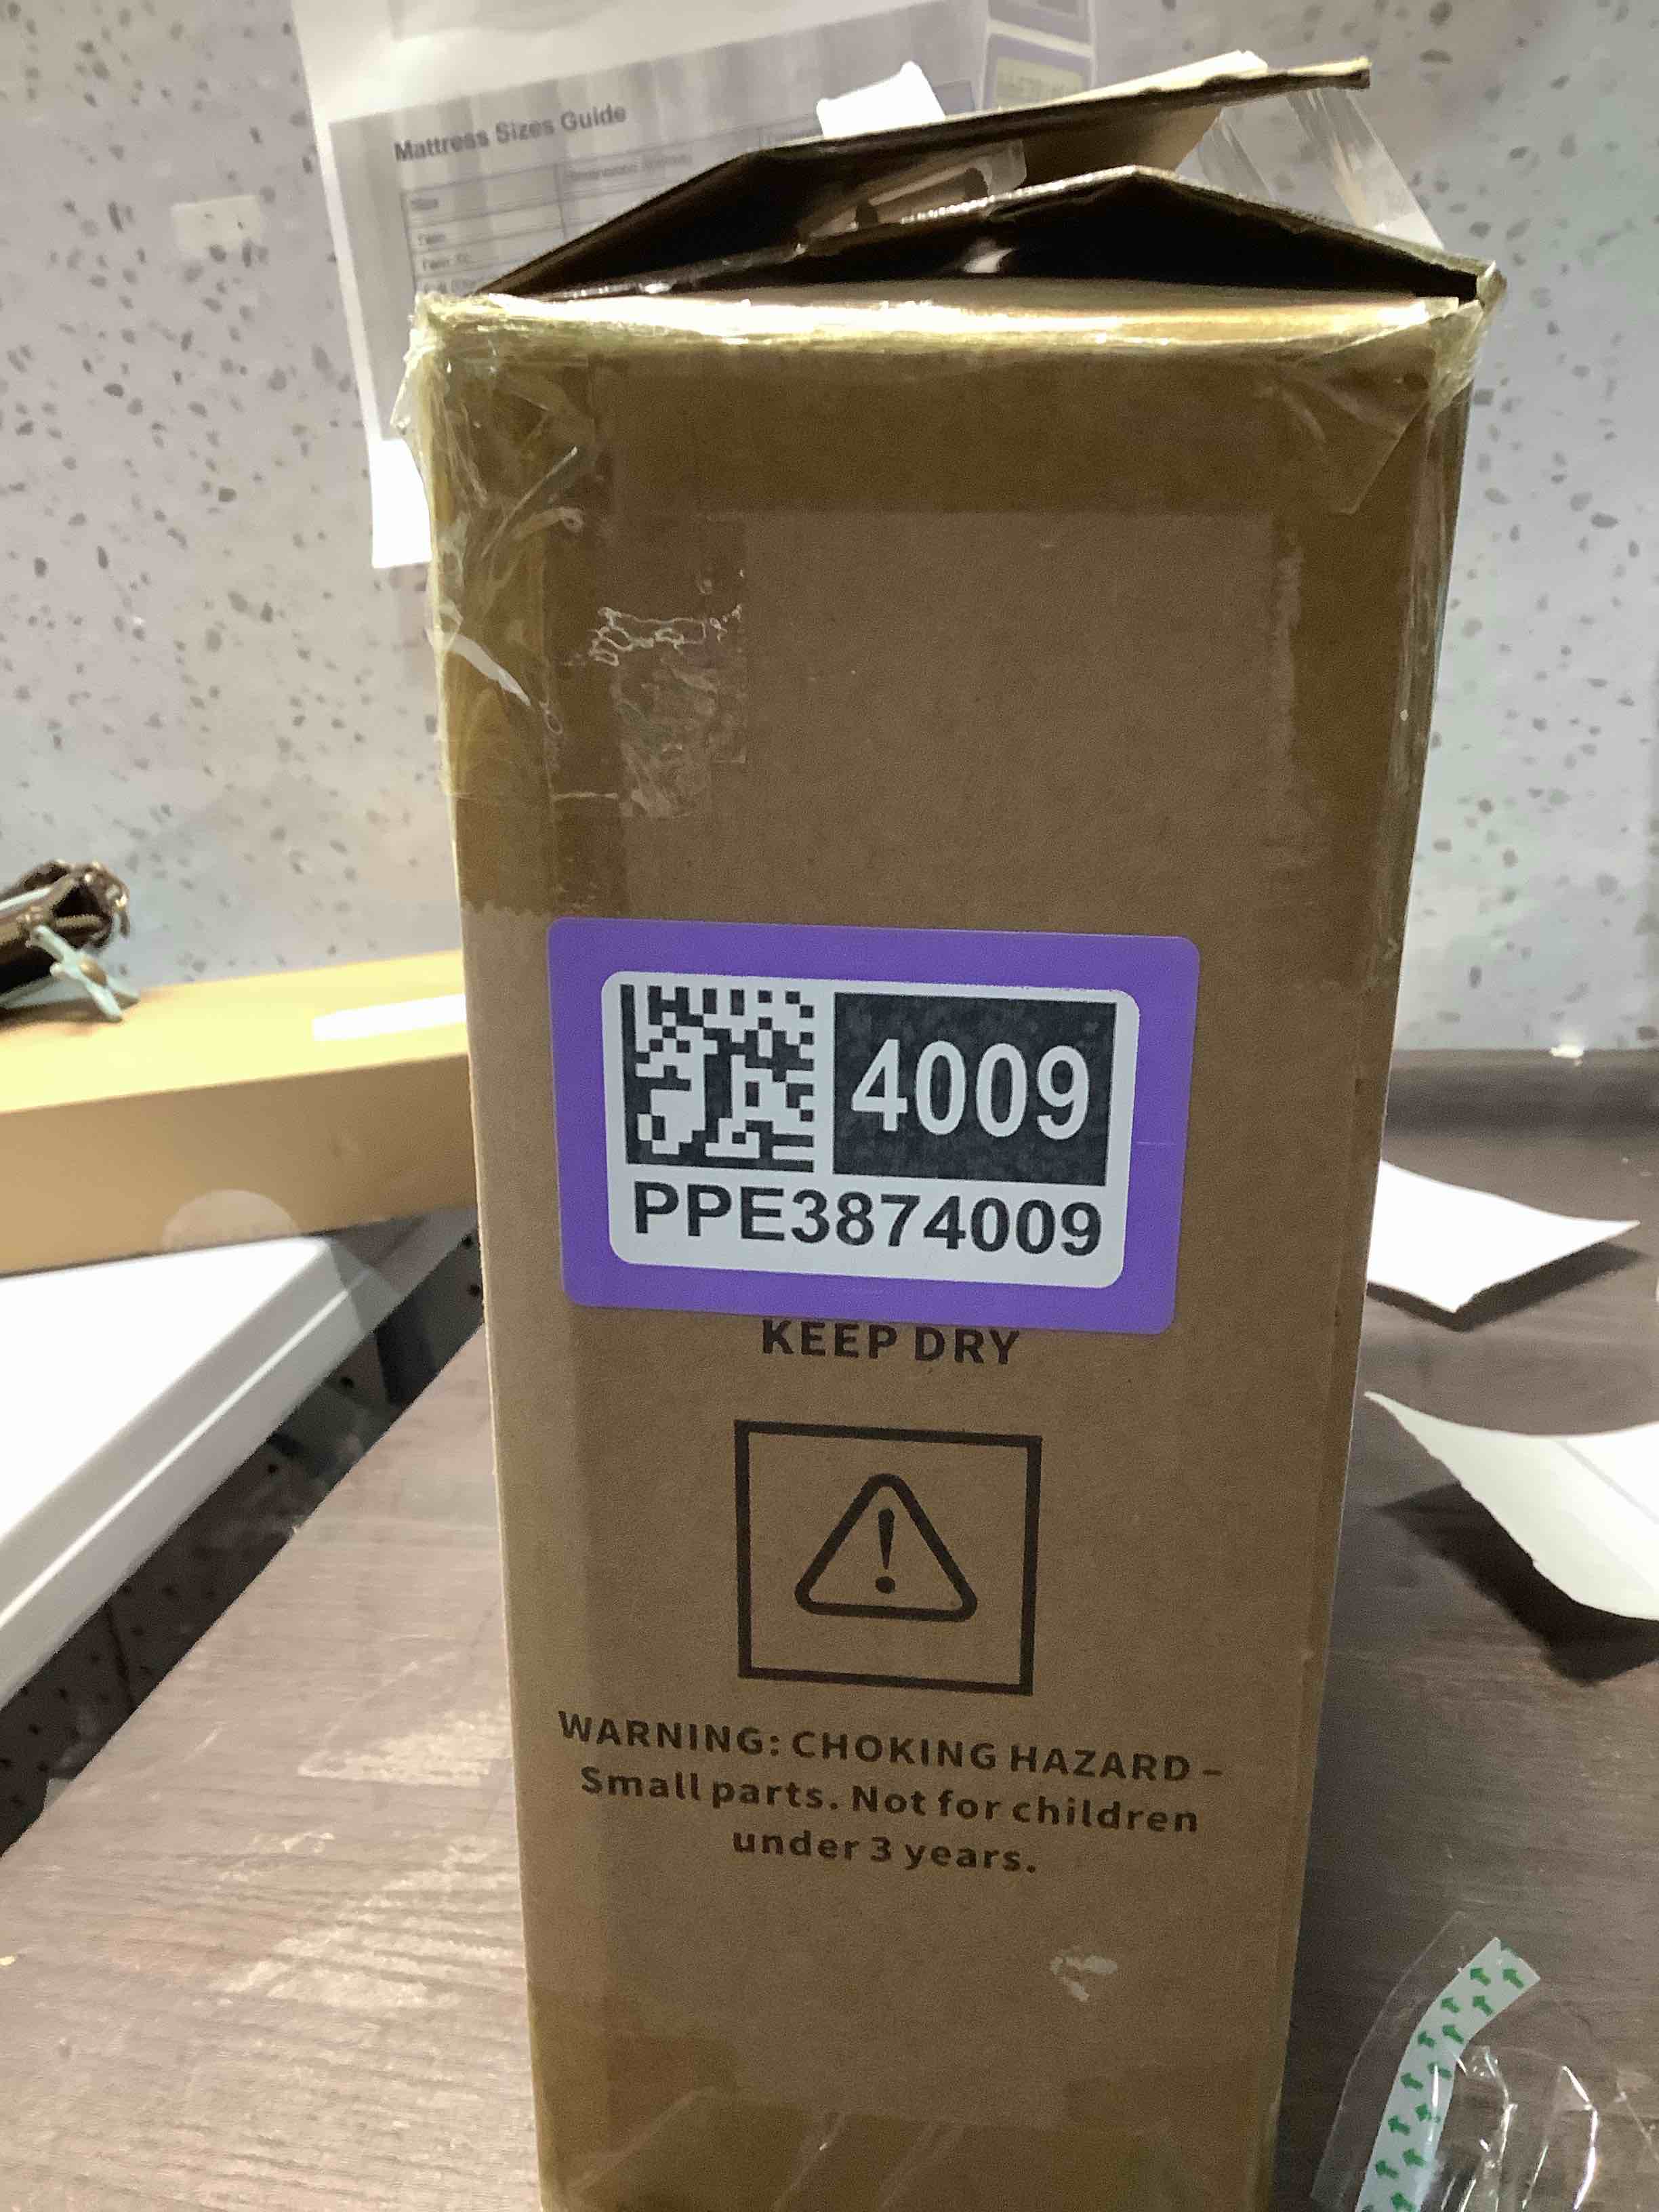 Mattress Sizes Guide
4009
PPE3874009
KEEP DRY
WARNING: CHOKING HAZARD –
Small parts. Not for children
under 3 years.